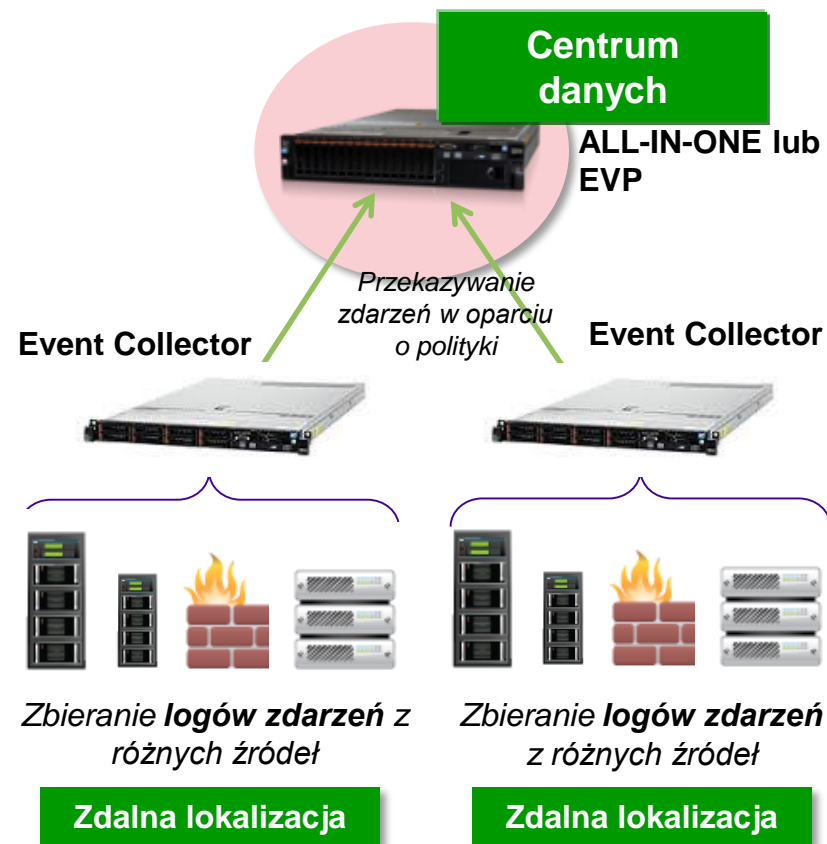 Centrum
danych
ALL-IN-ONE lub
EVP
Przekazywanie
zdarzeń w oparciu
o polityki
Event Collector
Event Collector
Zbieranie logów zdarzeń z
różnych źródeł
Zbieranie logów zdarzeń
z różnych źródeł
Zdalna lokalizacja
Zdalna lokalizacja